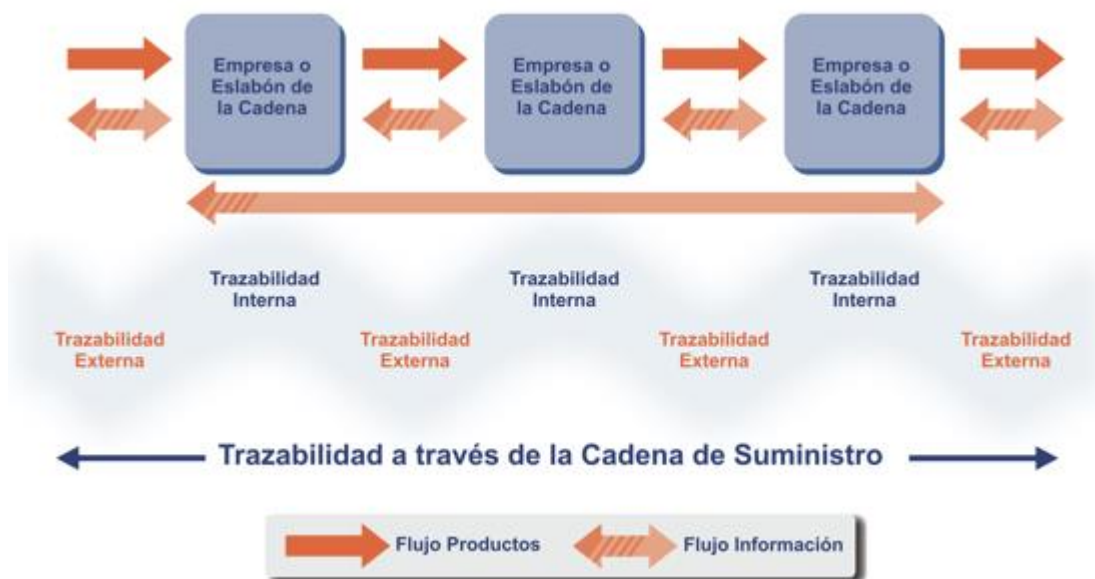 Empresa o
Eslabón de
la Cadena
Empresa o
Eslabón de
la Cadena
Empresa o
Eslabón de
la Cadena
Trazabilidad
Interna
Trazabilidad
Interna
Trazabilidad
Interna
Trazabilidad
Externa
Trazabilidad
Externa
Trazabilidad
Externa
Trazabilidad
Externa
Trazabilidad a través de la Cadena de Suministro
Flujo Productos
Flujo Información